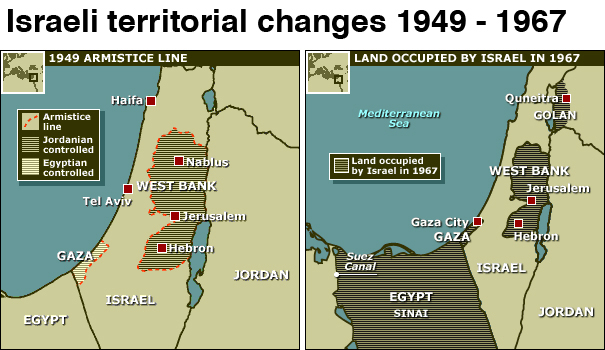 Israeli territorial changes 1949 - 1967
1949 ARMISTICE LINE
Haifa
Armistice
line
Jordanian
controlled
Egyptian
controlled
Nablus
WEST BANK
Tel Aviv
Jerusalem
Hebron
GAZA
JORDAN
ISRAEL
EGYPT
LAND OCCUPIED BY ISRAEL IN 1967
Quneitra
GOLAN
Mediterranean
Sea
Land occupied
by Israel in 1967
WEST BANK
Jerusalem
Gaza City
GAZA
Hebron
Suez
Canal
ISRAEL
EGYPT
SINAI
JORDAN